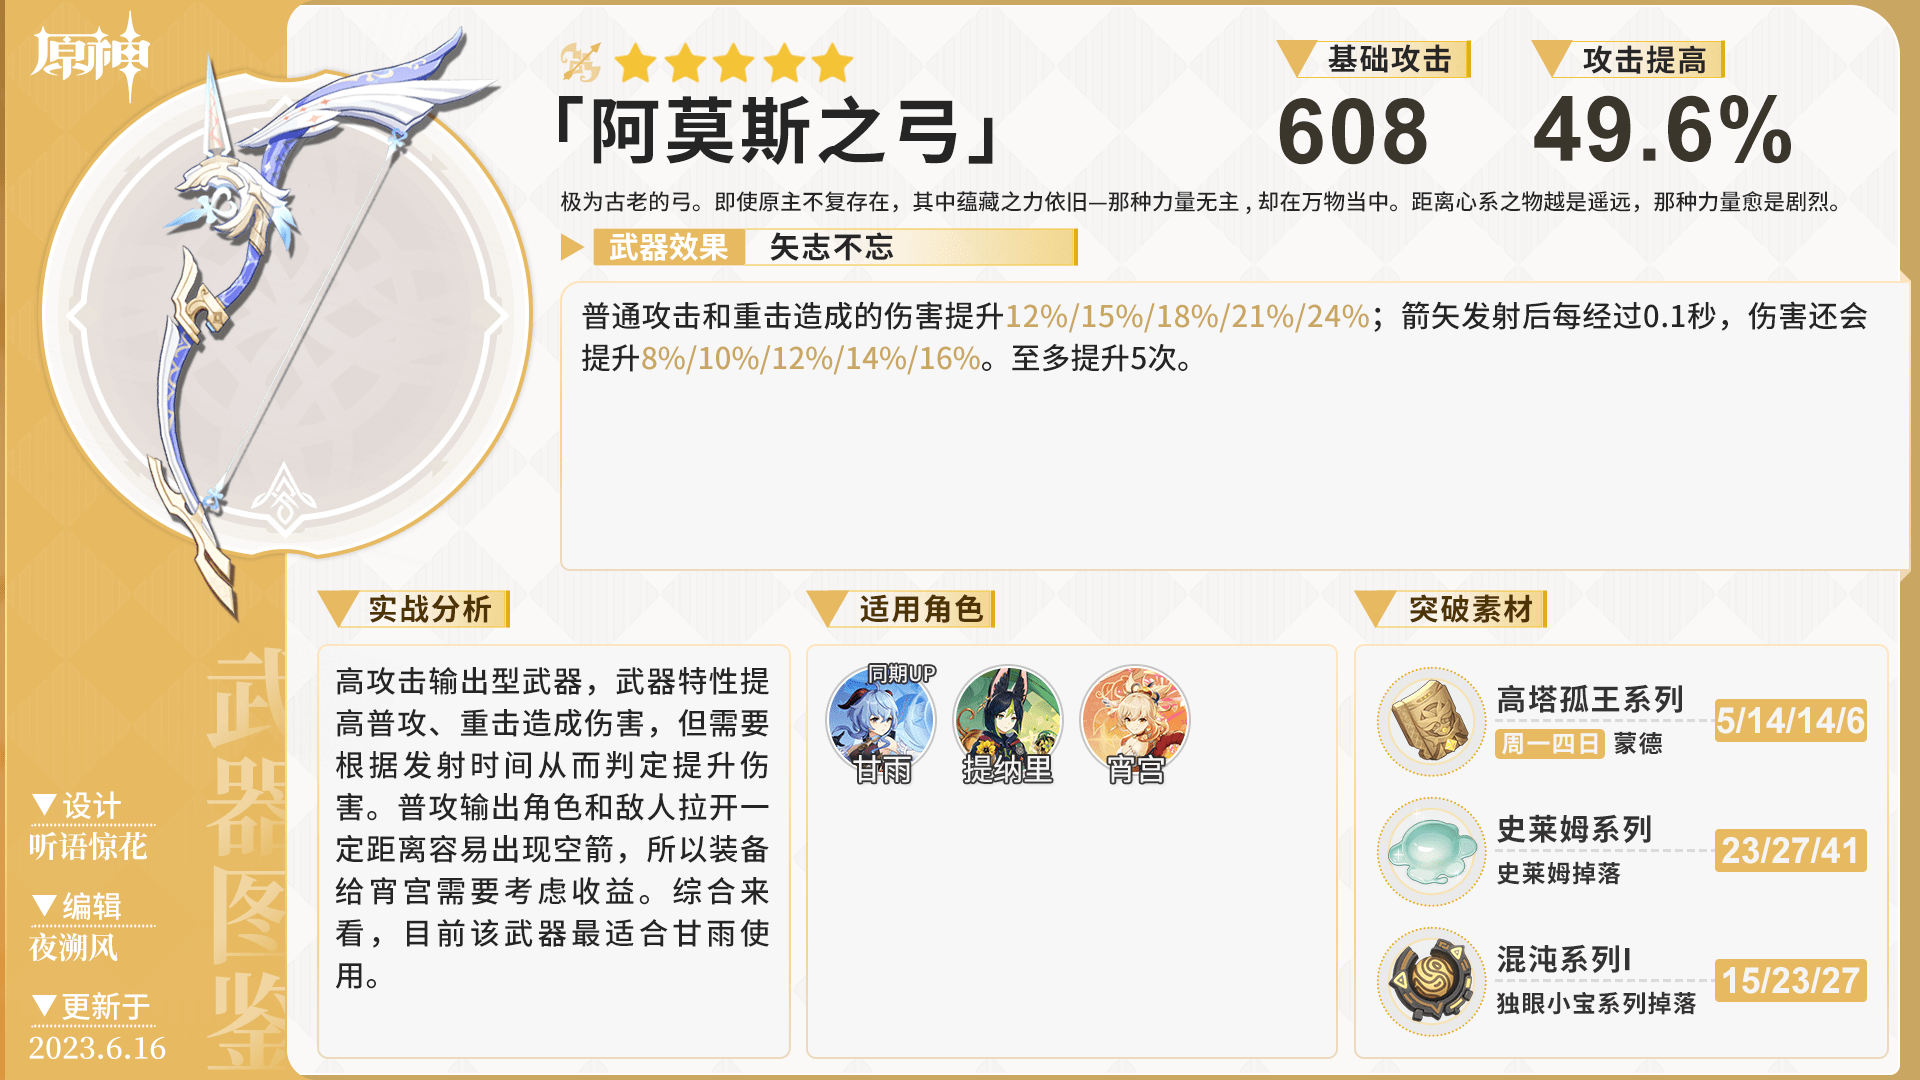 原神
「阿莫斯之弓」
基础攻击
608
攻击提高
49.6%
极为古老的弓。即使原主不复存在，其中蕴藏之力依旧—那种力量无主 , 却在万物当中。距离心系之物越是遥远，那种力量愈是剧烈。
武器效果 矢志不忘
普通攻击和重击造成的伤害提升12%/15%/18%/21%/24%；箭矢发射后每经过0.1秒，伤害还会
提升8%/10%/12%/14%/16%。至多提升5次。
实战分析
高攻击输出型武器，武器特性提
高普攻、重击造成伤害，但需要
根据发射时间从而判定提升伤
害。普攻输出角色和敌人拉开一
定距离容易出现空箭，所以装备
给宵宫需要考虑收益。综合来
看，目前该武器最适合甘雨使
用。
适用角色
同期UP
甘雨
提纳里
宵宫
突破素材
高塔孤王系列
周一四日 蒙德
5/14/14/6
史莱姆系列
史莱姆掉落
23/27/41
混沌系列I
独眼小宝系列掉落
15/23/27
武器图鉴
▼设计
听语惊花
▼编辑
夜溯风
▼更新于
2023.6.16